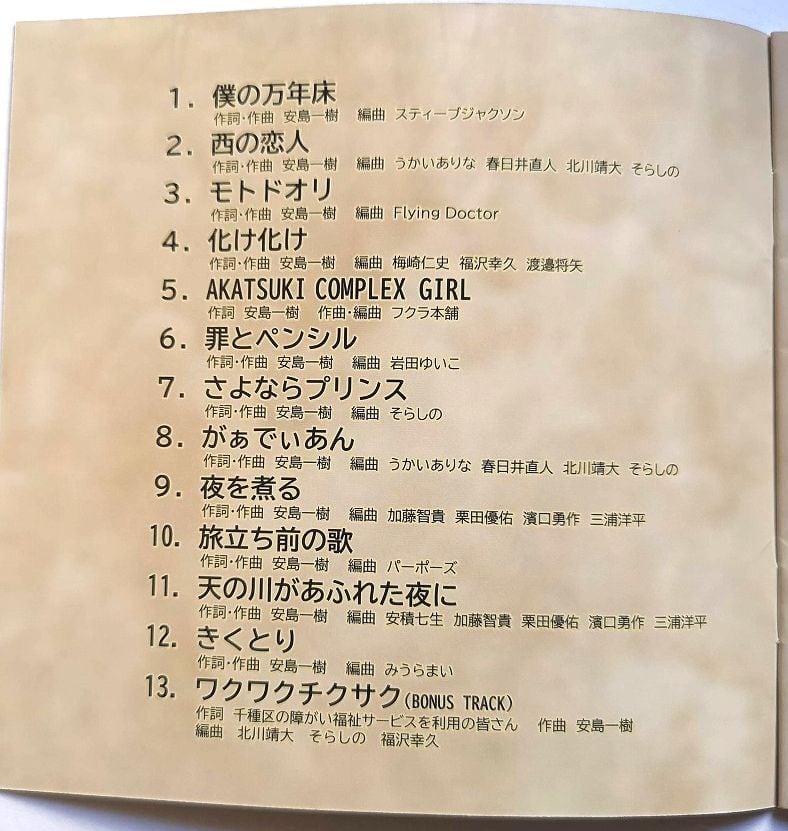 1. 僕の万年床
作詞・作曲 安島一樹 編曲 スティーブジャクソン
2. 西の恋人
作詞・作曲 安島一樹 編曲 うかいありな 春日井直人 北川靖大 そらしの
3. モトドオリ
作詞・作曲 安島一樹 編曲 Flying Doctor
4. 化け化け
作詞・作曲 安島一樹 編曲 梅崎仁史 福沢幸久 渡邉将矢
5. AKATSUKI COMPLEX GIRL
作詞 安島一樹 作曲・編曲 フクラ本舗
6. 罪とペンシル
作詞・作曲 安島一樹 編曲 岩田ゆいこ
7. さよならプリンス
作詞・作曲 安島一樹 編曲 そらしの
8. がぁでぃあん
作詞・作曲 安島一樹 編曲 うかいありな 春日井直人 北川靖大 そらしの
9. 夜を煮る
作詞・作曲 安島一樹 編曲 加藤智貴 栗田優佑 濱口勇作 三浦洋平
10. 旅立ち前の歌
作詞・作曲 安島一樹 編曲 パーポーズ
11. 天の川があふれた夜に
作詞・作曲 安島一樹 編曲 安積七生 加藤智貴 栗田優佑 濱口勇作 三浦洋平
12. きくとり
作詞・作曲 安島一樹 編曲 みうらまい
13. ワクワクチクサク(BONUS TRACK)
作詞 千種区の障がい福祉サービスを利用の皆さん 作曲 安島一樹
編曲 北川靖大 そらしの 福沢幸久